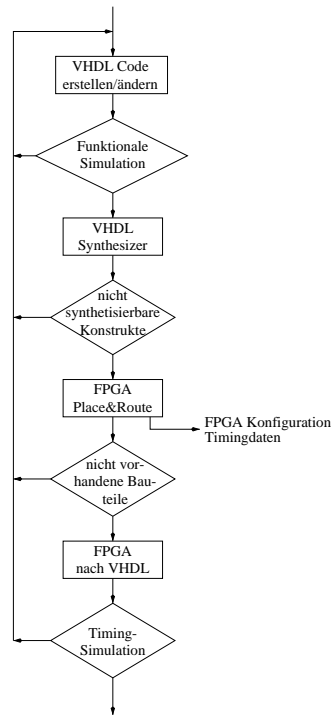 VHDL Code
erstellen/ändern
Funktionale
Simulation
VHDL
Synthesizer
nicht
synthetisierbare
Konstrukte
FPGA
Place&Route
FPGA Konfiguration
Timingdaten
nicht vor-
handene Bau-
teile
FPGA
nach VHDL
Timing-
Simulation